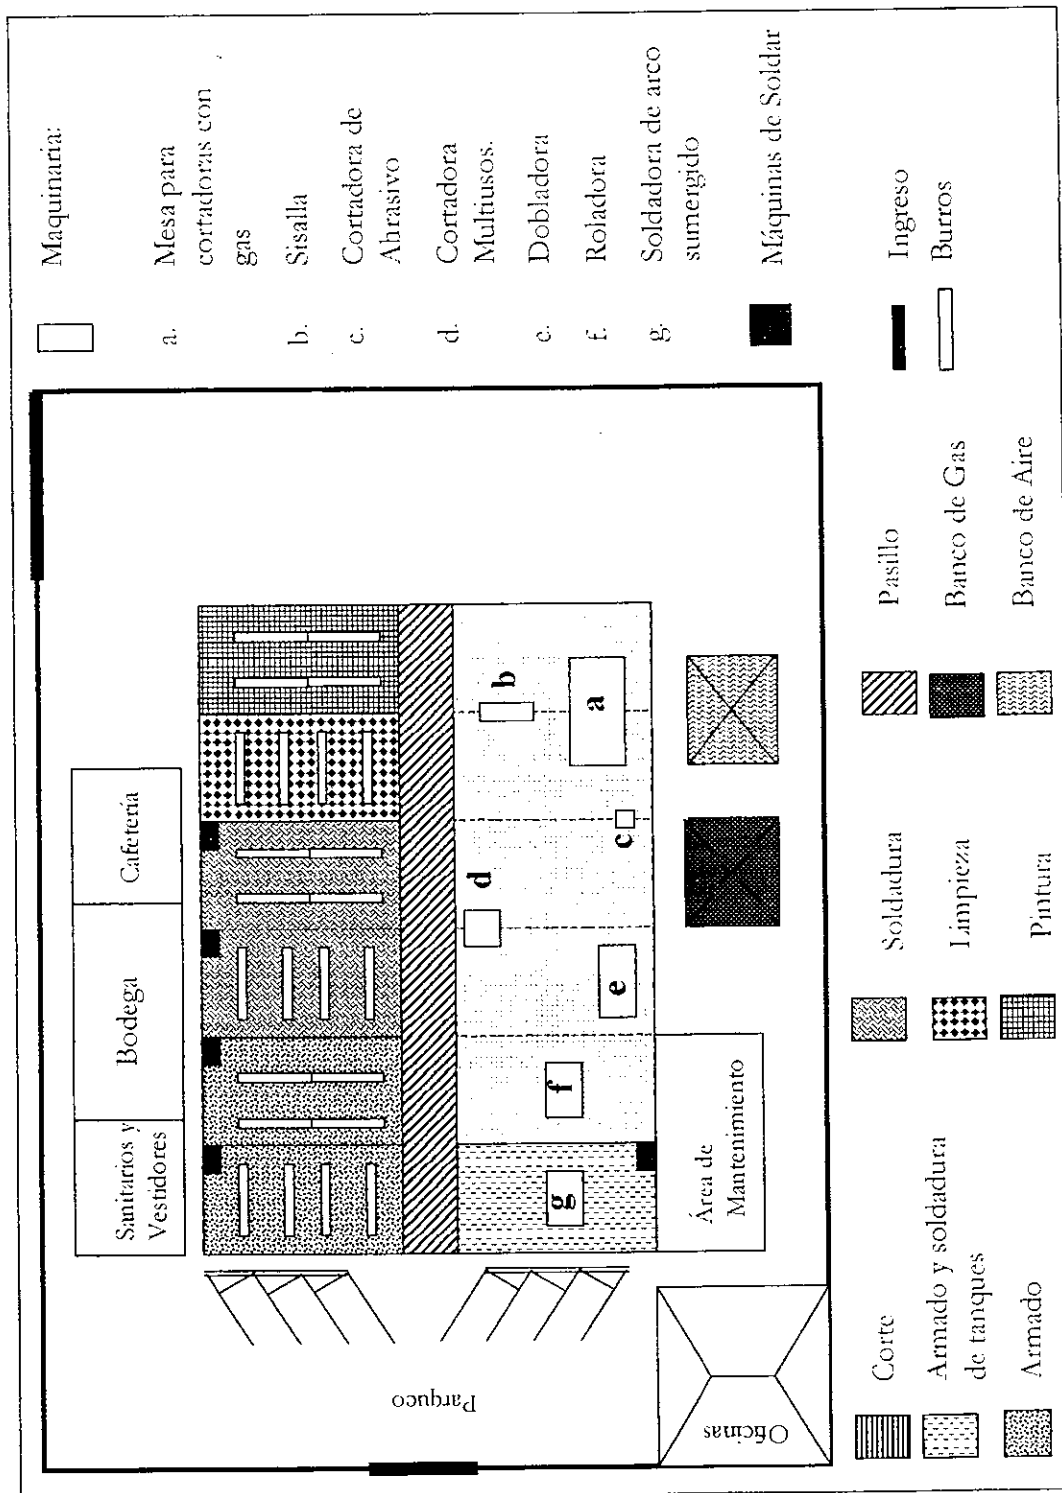 Maquinaria:
a. Mesa para
cortadoras con
gas
b. Sisalla
c. Cortadora de
Abrasivo
d. Cortadora
Multiusos.
e. Dobladora
f. Roladora
g. Soldadora de arco
sumergido
Máquinas de Soldar
Ingreso
Burros
Sanitarios y
Vestidores
Bodega
Cafetería
b
a
d
c
e
f
g
Área de
Mantenimiento
Parqueo
Oficinas
Corte
Armado y soldadura
de tanques
Armado
Soldadura
Limpieza
Pintura
Pasillo
Banco de Gas
Banco de Aire